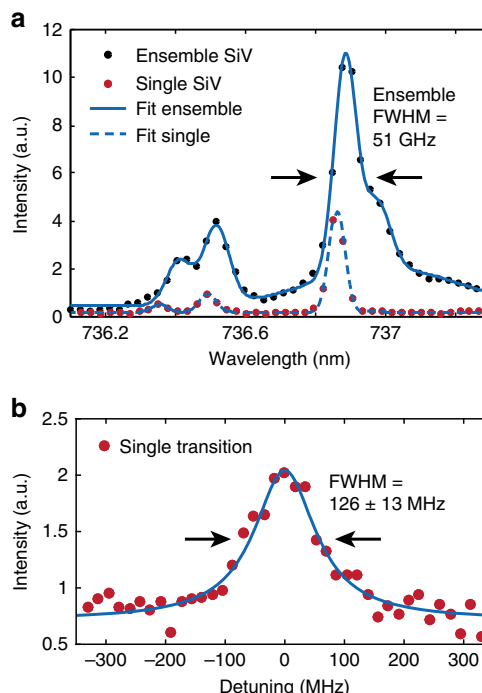 a
Ensemble SiV
Single SiV
Fit ensemble
Fit single
Ensemble
FWHM =
51 GHz
Intensity (a.u.)
12
10
8
6
4
2
0
736.2
736.6
737
Wavelength (nm)
b
Single transition
FWHM =
126 ± 13 MHz
Intensity (a.u.)
2.5
2
1.5
1
0.5
−300
−200
−100
0
100
200
300
Detuning (MHz)